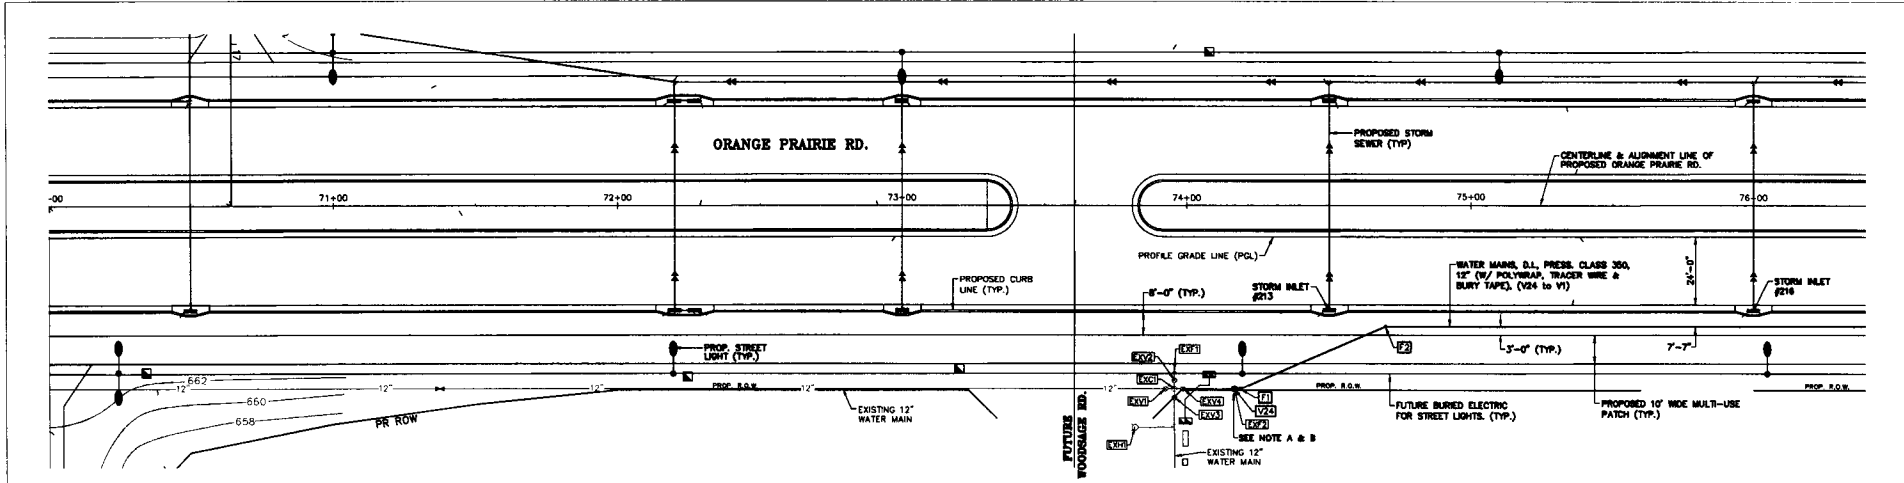 17
ORANGE PRAIRIE RD.
PROPOSED STORM
SEWER (TYP)
CENTERLINE & ALIGNMENT LINE OF
PROPOSED ORANGE PRAIRIE RD.
-00
71+00
712+00
73+00
74+00
75+00
76+00
PROFILE GRADE LINE (PGL)
PROPOSED CURB
LINE (TYP.)
8'-0" (TYP.)
STORM INLET
#213
WATER MAINS, D.I., PRESS. CLASS 350,
12" (W/ POLYWRAP, TRACER WIRE &
BURY TAPE). (V24 to V1)
24'-0"
STORM INLET
#216
PROP. STREET
LIGHT (TYP.)
EXV2
EXF1
F2
3'-0" (TYP.)
7'-7"
662
12"
12"
12"
PROP. R.O.W.
12"
12"
EXC1
PROP. R.O.W.
PROP. R.O.W.
660
658
PR ROW
EXISTING 12"
WATER MAIN
EXV1
EXV4
EXV3
F1
V24
EXF2
FUTURE BURIED ELECTRIC
FOR STREET LIGHTS. (TYP.)
PROPOSED 10' WIDE MULTI-USE
PATCH (TYP.)
EXH1
SEE NOTE A & B
FUTURE
WOODSAGE RD.
EXISTING 12"
WATER MAIN